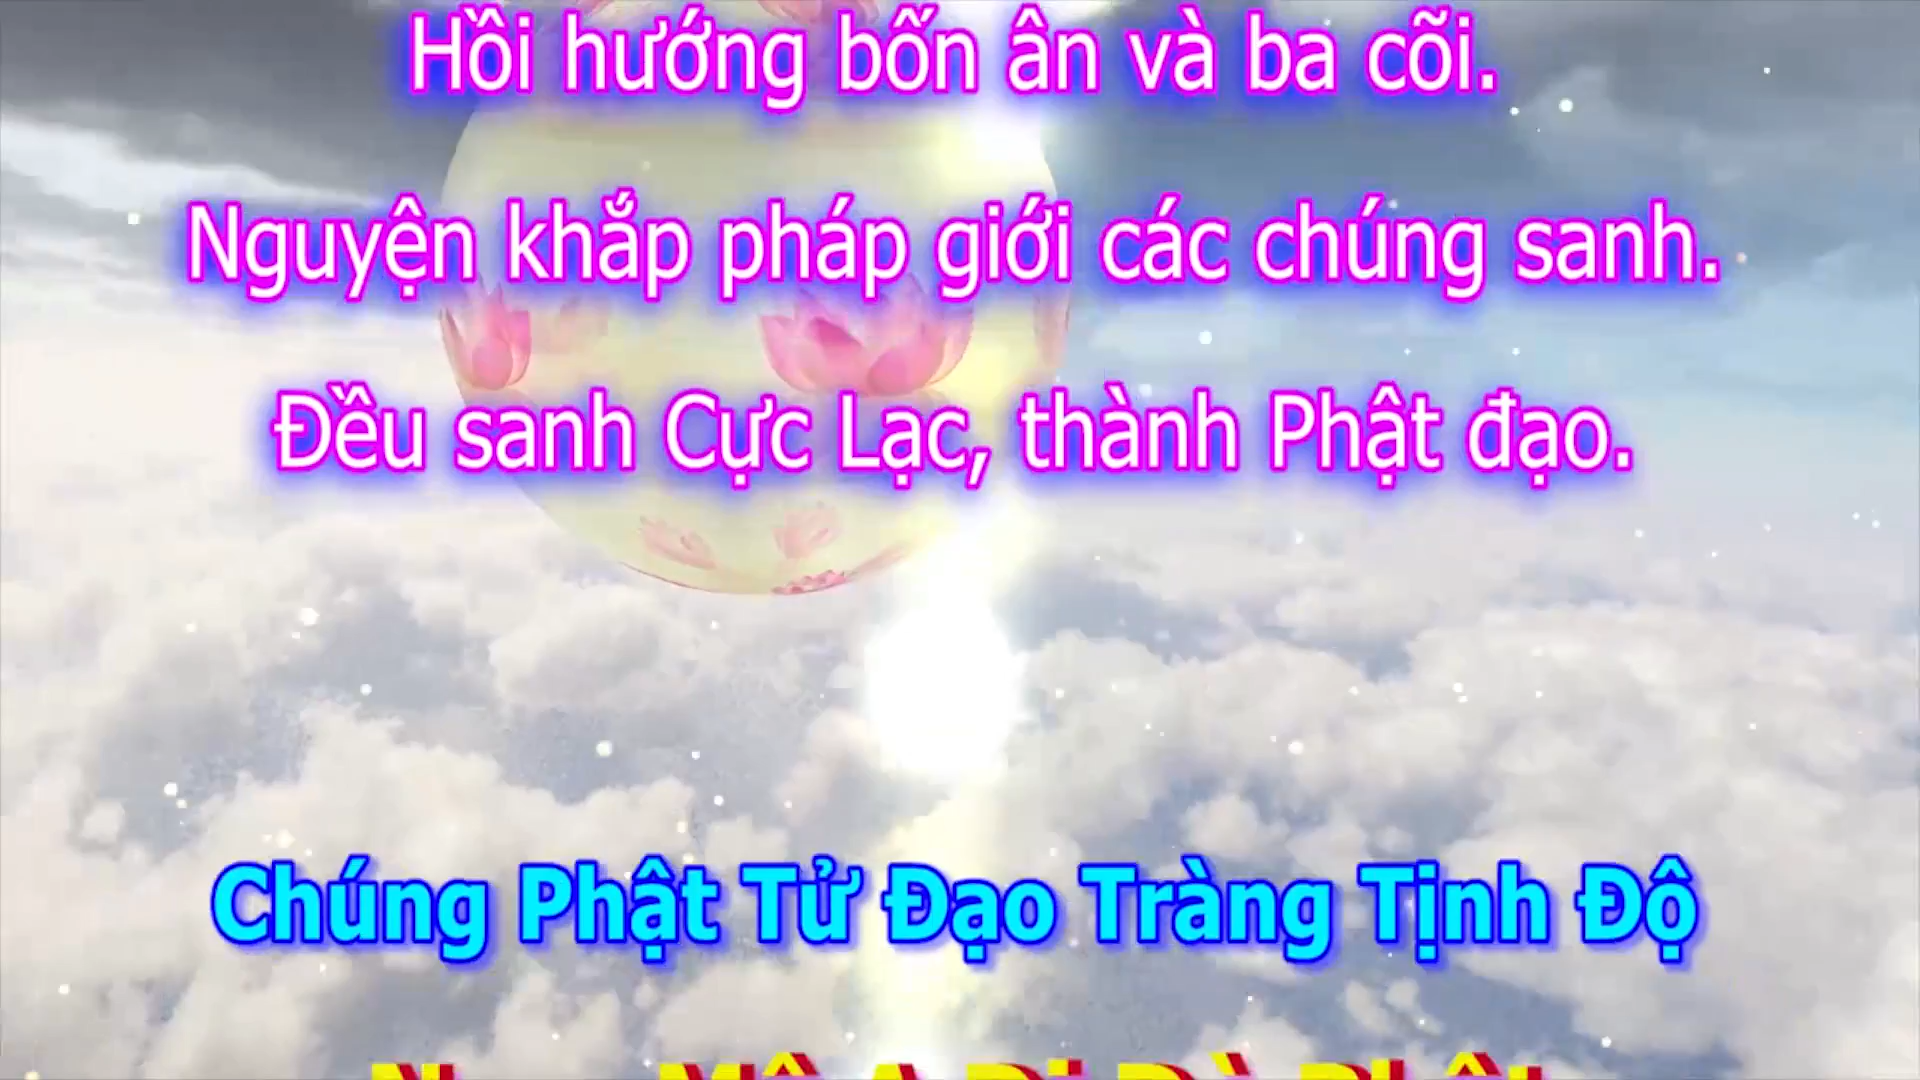 Hồi hướng bốn ân và ba cõi.
Nguyện khắp pháp giới các chúng sanh.
Đều sanh Cực Lạc, thành Phật đạo.
Chúng Phật Tử Đạo Tràng Tịnh Độ